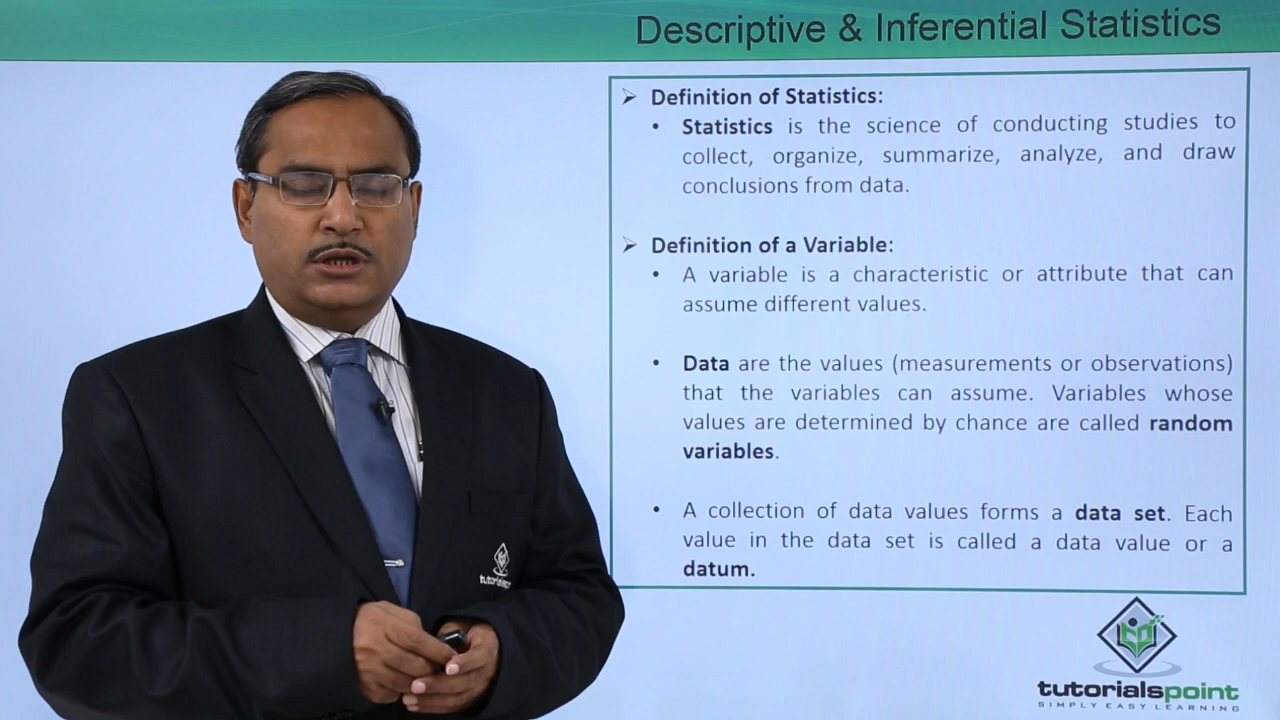 Descriptive & Inferential Statistics
➢ Definition of Statistics:
• Statistics is the science of conducting studies to
collect, organize, summarize, analyze, and draw
conclusions from data.
➢ Definition of a Variable:
• A variable is a characteristic or attribute that can
assume different values.
• Data are the values (measurements or observations)
that the variables can assume. Variables whose
values are determined by chance are called random
variables.
• A collection of data values forms a data set. Each
value in the data set is called a data value or a
datum.
tutorialspoint
SIMPLY EASY LEARNING